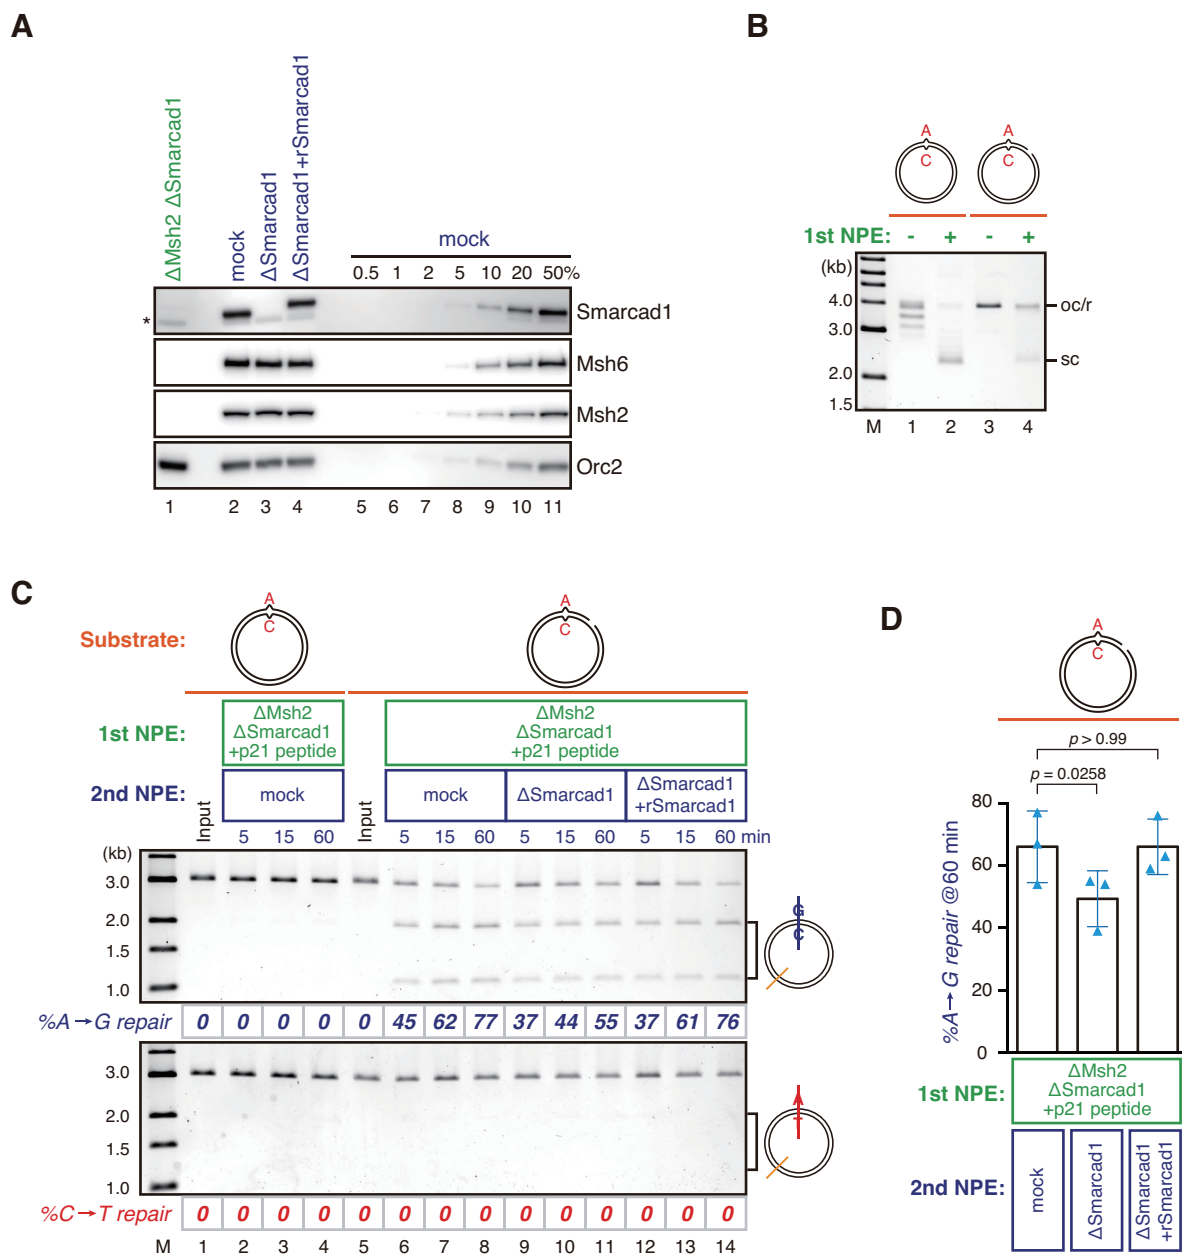 A
ΔMsh2 ΔSmarcad1
mock
ΔSmarcad1
ΔSmarcad1+rSmarcad1
mock
0.5 1 2 5 10 20 50%
*
Smarcad1
Msh6
Msh2
Orc2
1 2 3 4 5 6 7 8 9 10 11
B
A A
C C
1st NPE: - + - +
(kb)
4.0
3.0
2.0
1.5
oc/r
sc
M 1 2 3 4
C
Substrate:
A A
C C
1st NPE:
ΔMsh2
ΔSmarcad1
+p21 peptide
ΔMsh2
ΔSmarcad1
+p21 peptide
2nd NPE:
Input
mock
Input
mock
ΔSmarcad1
ΔSmarcad1
+rSmarcad1
5 15 60 5 15 60 5 15 60 5 15 60 min
(kb)
3.0
2.0
1.5
1.0
G
C
%A→G repair 0 0 0 0 0 45 62 77 37 44 55 37 61 76
3.0
2.0
1.5
1.0
A
T
%C→T repair 0 0 0 0 0 0 0 0 0 0 0 0 0 0
M 1 2 3 4 5 6 7 8 9 10 11 12 13 14
D
A
C
p > 0.99
p = 0.0258
%A→G repair @60 min
80
60
40
20
0
1st NPE:
ΔMsh2
ΔSmarcad1
+p21 peptide
2nd NPE:
mock
ΔSmarcad1
ΔSmarcad1
+rSmarcad1